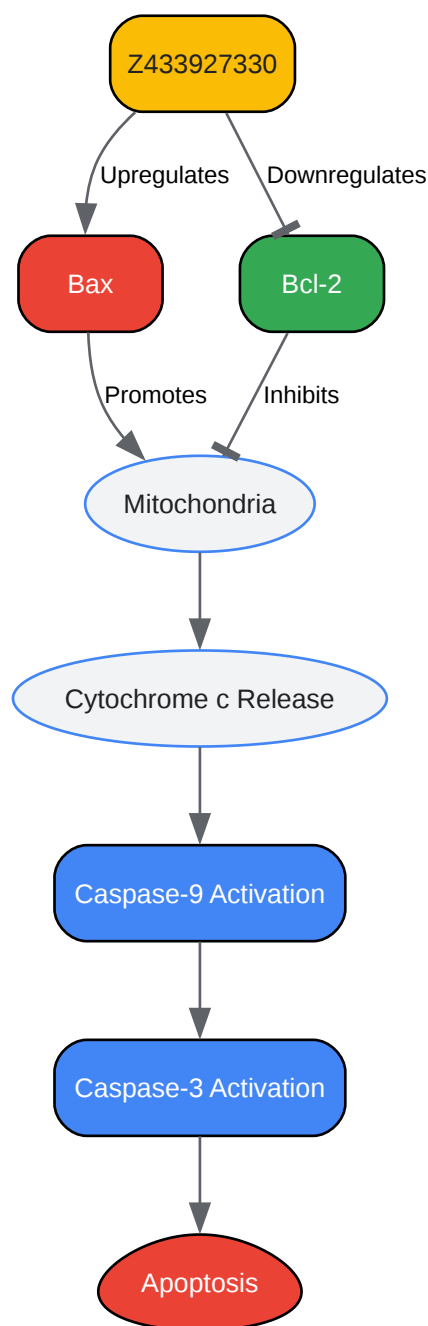 Z433927330
Upregulates
Downregulates
Bax
Bcl-2
Promotes
Inhibits
Mitochondria
Cytochrome c Release
Caspase-9 Activation
Caspase-3 Activation
Apoptosis